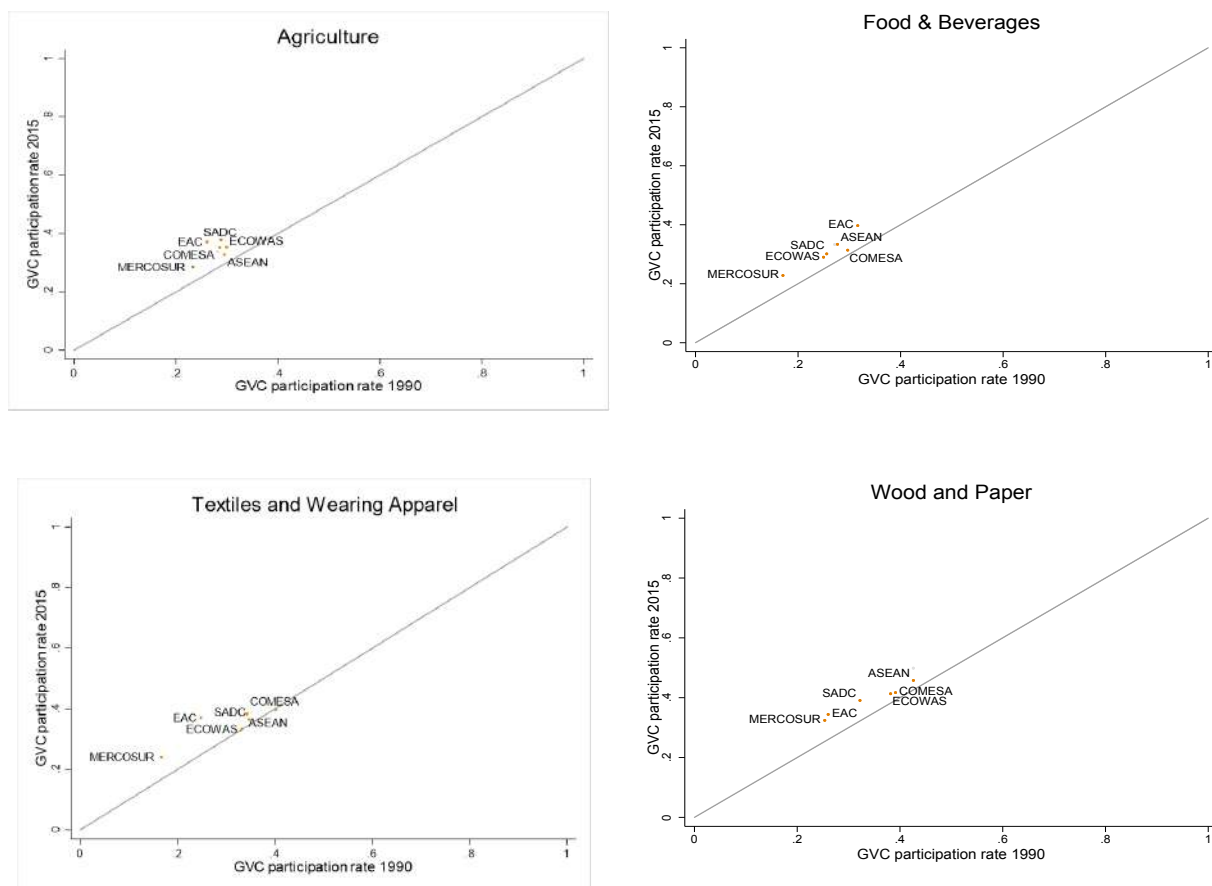 Agriculture
GVC participation rate 2015
1
.8
.6
.4
.2
0
SADC
EAC
ECOWAS
COMESA
ASEAN
MERCOSUR
0 .2 .4 .6 .8 1
GVC participation rate 1990
Food & Beverages
GVC participation rate 2015
1
.8
.6
.4
.2
0
EAC
ASEAN
SADC
ECOWAS
COMESA
MERCOSUR
0 .2 .4 .6 .8 1
GVC participation rate 1990
Textiles and Wearing Apparel
GVC participation rate 2015
1
.8
.6
.4
.2
0
COMESA
SADC
EAC
ASEAN
ECOWAS
MERCOSUR
0 .2 .4 .6 .8 1
GVC participation rate 1990
Wood and Paper
GVC participation rate 2015
1
.8
.6
.4
.2
0
ASEAN
SADC
COMESA
ECOWAS
EAC
MERCOSUR
0 .2 .4 .6 .8 1
GVC participation rate 1990